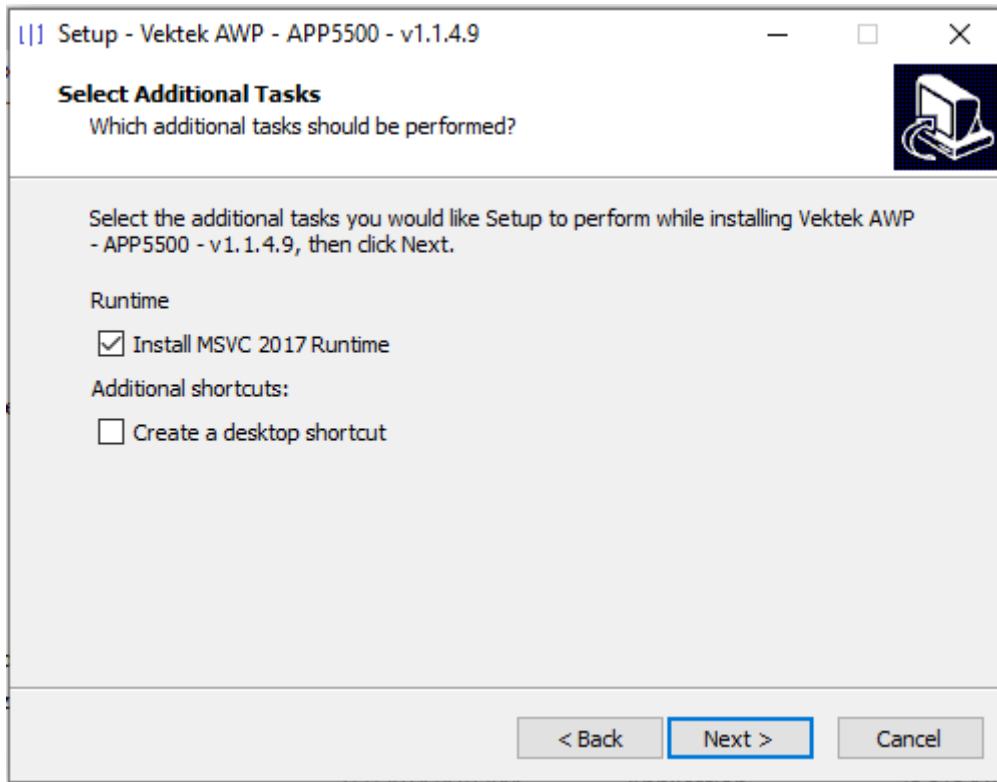 Setup - Vektek AWP - APP5500 - v1.1.4.9
Select Additional Tasks
Which additional tasks should be performed?
Select the additional tasks you would like Setup to perform while installing Vektek AWP
- APP5500 - v1.1.4.9, then click Next.
Runtime
Install MSVC 2017 Runtime
Additional shortcuts:
Create a desktop shortcut
< Back
Next >
Cancel